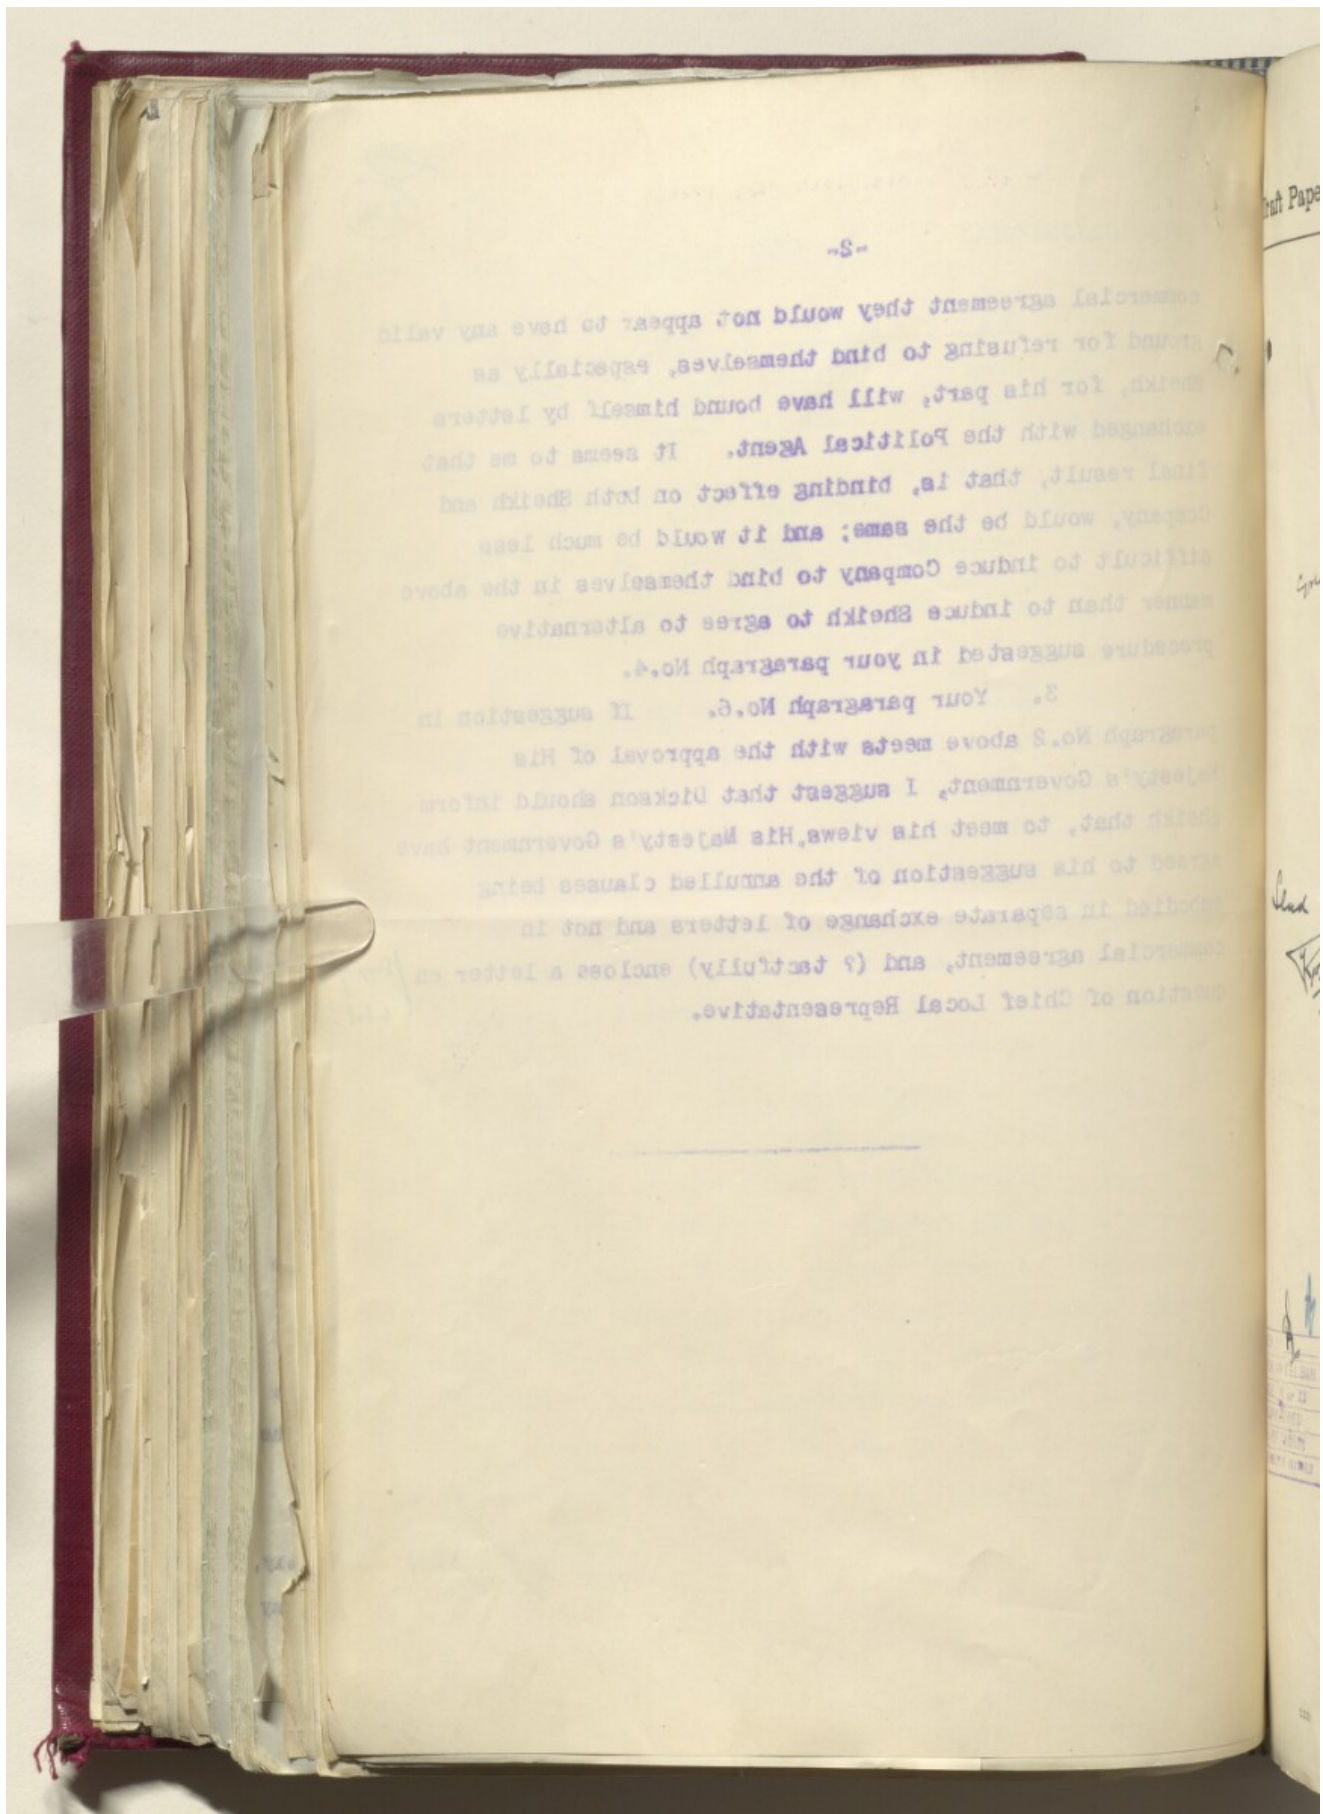 -2-
commercial agreement they would not appear to have any valid
ground for refusing to bind themselves, especially as
Sheikh, for his part, will have bound himself by letters
exchanged with the Political Agent. It seems to me that
final result, that is, binding effect on both Sheikh and
Company, would be the same; and it would be much less
difficult to induce Company to bind themselves in the above
manner than to induce Sheikh to agree to alternative
procedure suggested in your paragraph No.4.
3. Your paragraph No.6. If suggestion in
paragraph No.2 above meets with the approval of His
Majesty's Government, I suggest that Dickson should inform
Sheikh that, to meet his views,His Majesty's Government have
agreed to his suggestion of the annulled clauses being
embodied in separate exchange of letters and not in
commercial agreement, and (? tactfully) enclose a letter on
question of Chief Local Representative.
raft Pape